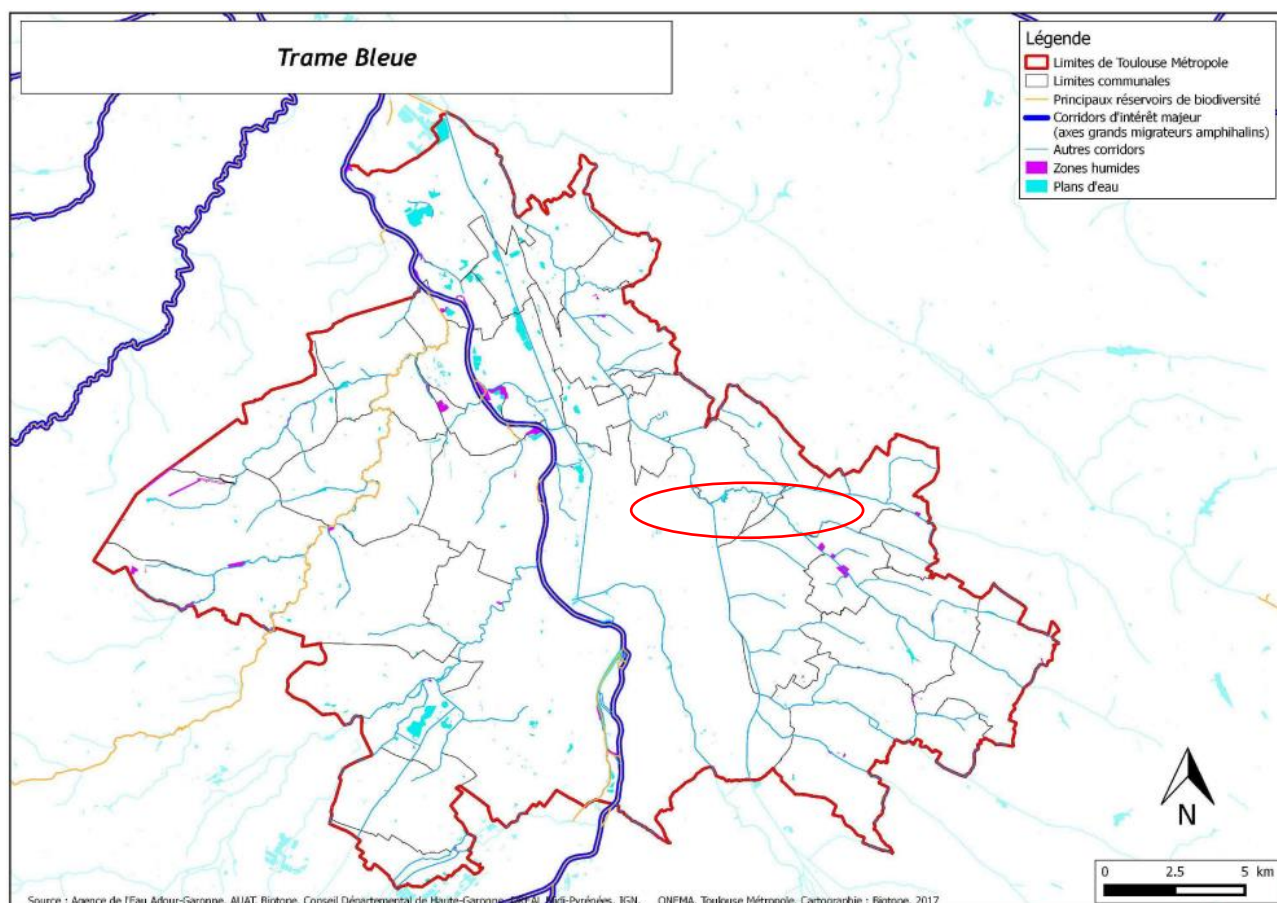 Trame Bleue
Légende
Limites de Toulouse Métropole
Limites communales
Principaux réservoirs de biodiversité
Corridors d'intérêt majeur
(axes grands migrateurs amphihalins)
Autres corridors
Zones humides
Plans d'eau
N
0 2.5 5 km
Source : Agence de l'Eau Adour-Garonne, AUAT, Biotope, Conseil Départemental de Haute-Garonne, Midi-Pyrénées, IGN, ONEMA, Toulouse Métropole. Cartographie : Biotope, 2017